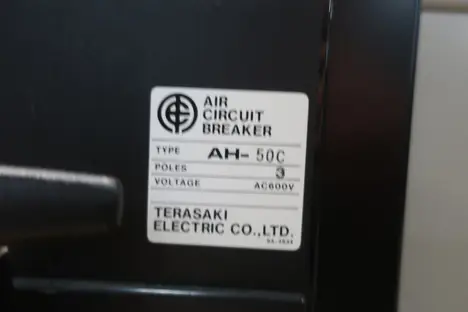 AIR
CIRCUIT
BREAKER
TYPE AH-50C
POLES 3
VOLTAGE AC600V
TERASAKI
ELECTRIC CO.,LTD.